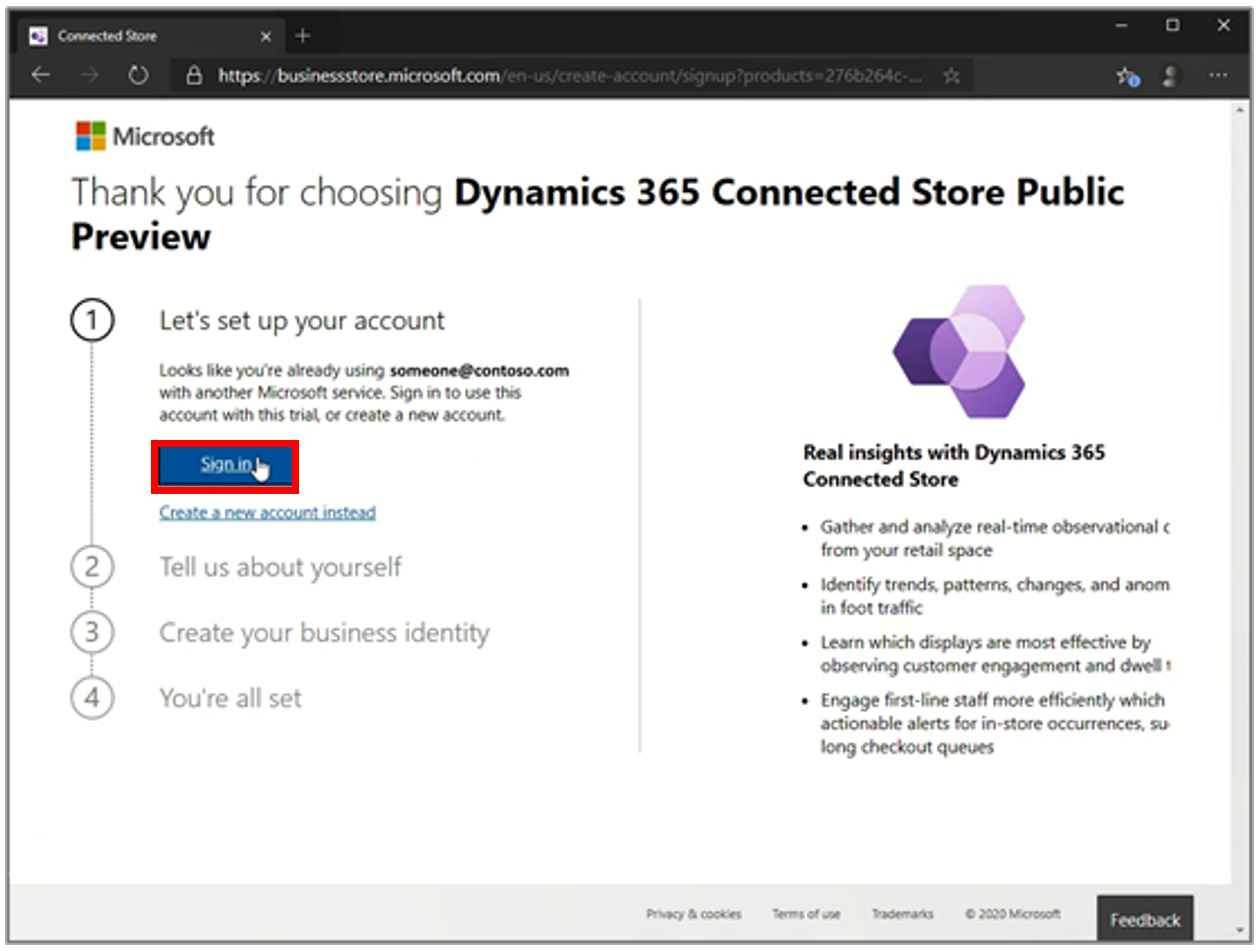 Connected Store
https://businessstore.microsoft.com/en-us/create-account/signup?products=276b264c-...
Microsoft
Thank you for choosing Dynamics 365 Connected Store Public
Preview
1
Let's set up your account
Looks like you're already using someone@contoso.com
with another Microsoft service. Sign in to use this
account with this trial, or create a new account.
Sign in
Create a new account instead
2
Tell us about yourself
3
Create your business identity
4
You're all set
Real insights with Dynamics 365
Connected Store
• Gather and analyze real-time observational
from your retail space
• Identify trends, patterns, changes, and anom
in foot traffic
• Learn which displays are most effective by
observing customer engagement and dwell
• Engage first-line staff more efficiently which
actionable alerts for in-store occurrences, su
long checkout queues
Privacy & cookies
Terms of use
Trademarks
© 2020 Microsoft
Feedback